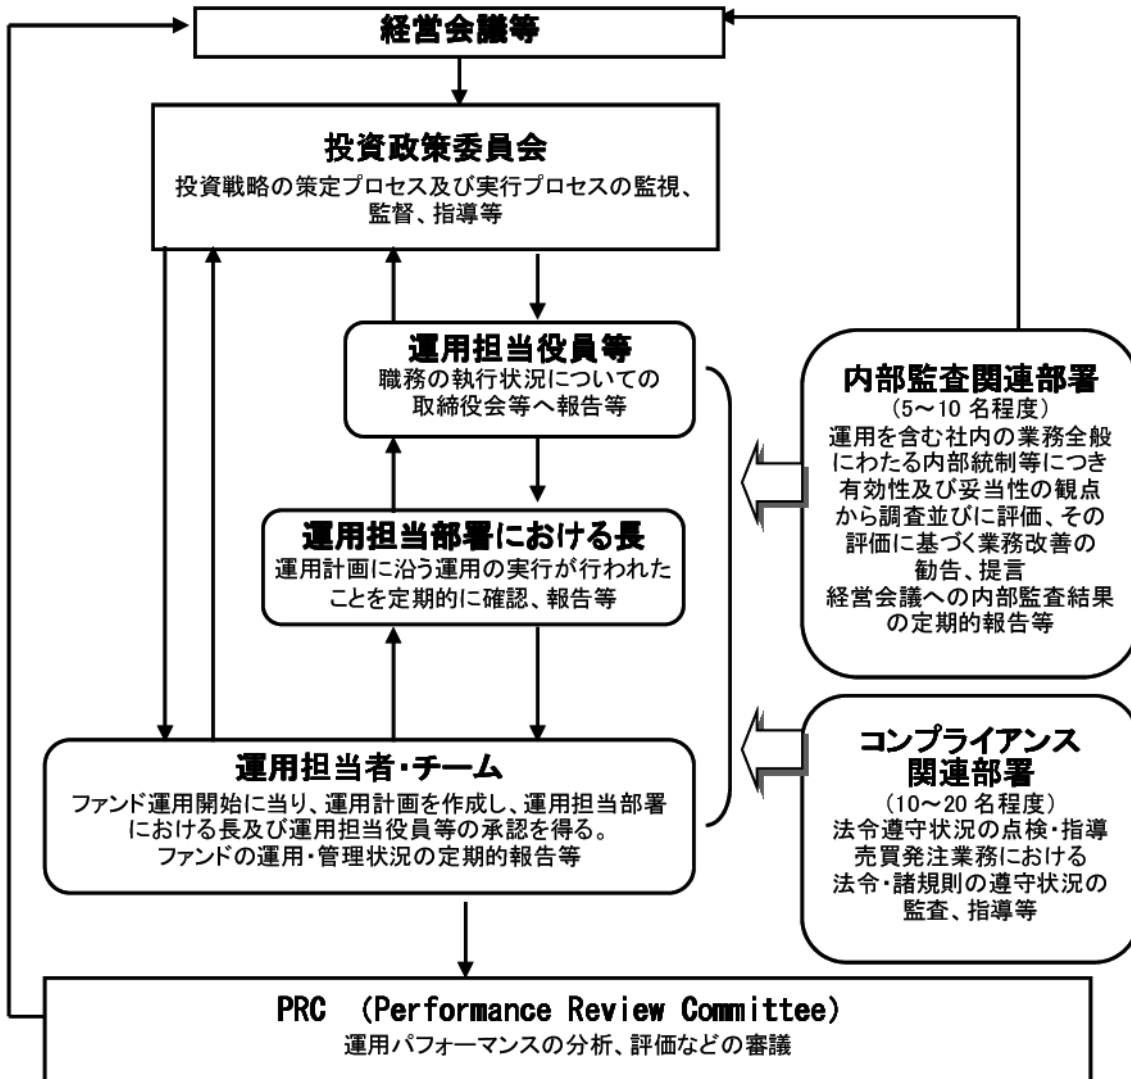 経営会議等
投資政策委員会
投資戦略の策定プロセス及び実行プロセスの監視、
監督、指導等
運用担当役員等
職務の執行状況についての
取締役会等へ報告等
運用担当部署における長
運用計画に沿う運用の実行が行われた
ことを定期的に確認、報告等
運用担当者・チーム
ファンド運用開始に当り、運用計画を作成し、運用担当部署
における長及び運用担当役員等の承認を得る。
ファンドの運用・管理状況の定期的報告等
内部監査関連部署
(5～10 名程度)
運用を含む社内の業務全般
にわたる内部統制等につき
有効性及び妥当性の観点
から調査並びに評価、その
評価に基づく業務改善の
勧告、提言
経営会議への内部監査結果
の定期的報告等
コンプライアンス
関連部署
(10～20 名程度)
法令遵守状況の点検・指導
売買発注業務における
法令・諸規則の遵守状況の
監査、指導等
PRC (Performance Review Committee)
運用パフォーマンスの分析、評価などの審議